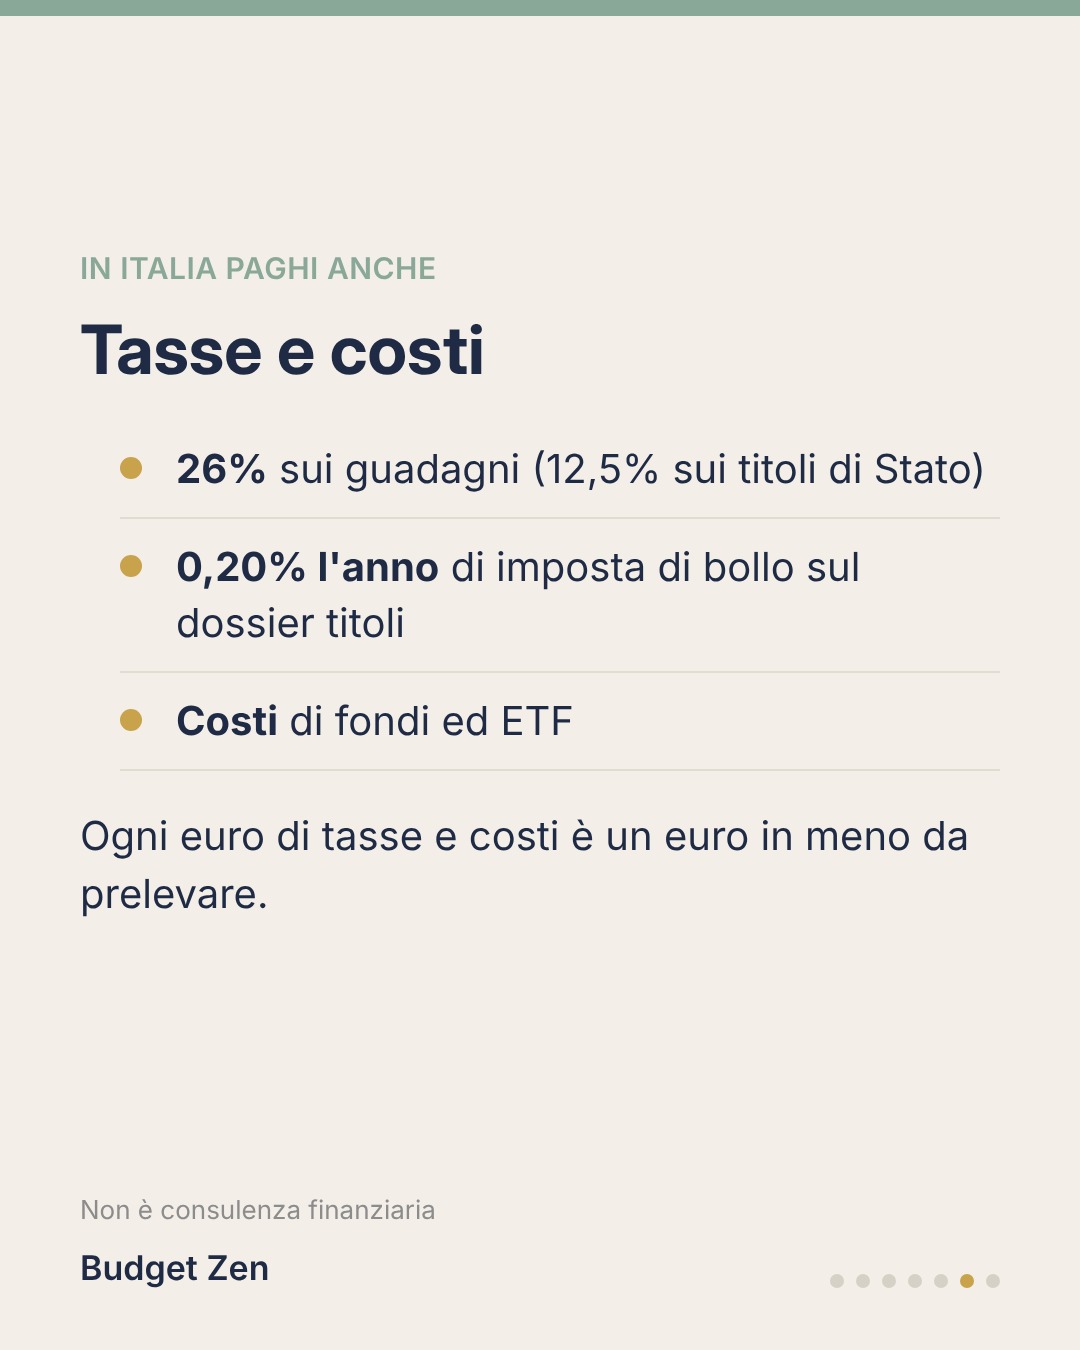 IN ITALIA PAGHI ANCHE
Tasse e costi
26% sui guadagni (12,5% sui titoli di Stato)
0,20% l'anno di imposta di bollo sul
dossier titoli
Costi di fondi ed ETF
Ogni euro di tasse e costi è un euro in meno da
prelevare.
Non è consulenza finanziaria
Budget Zen